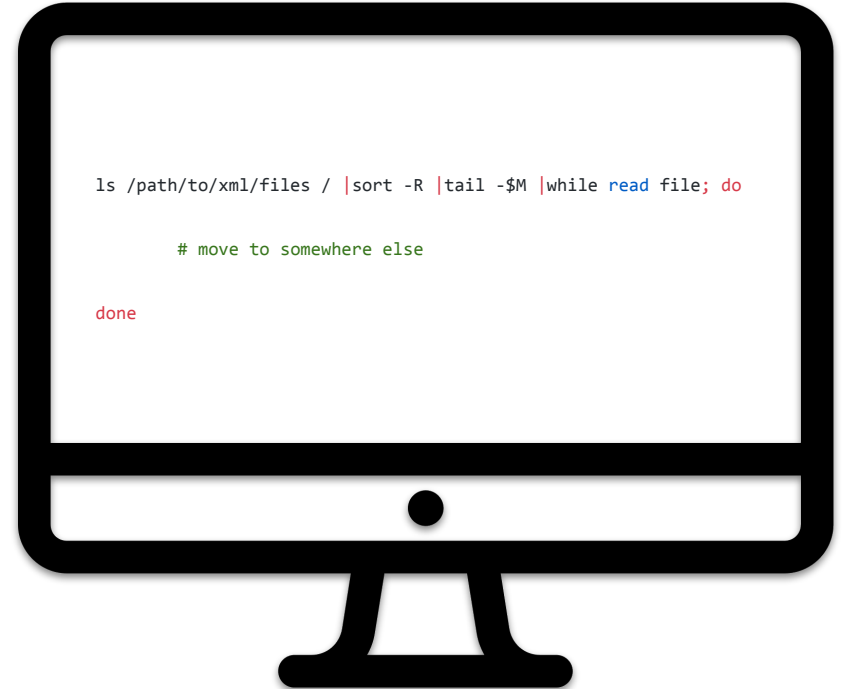 ls /path/to/xml/files / |sort -R |tail -$M |while read file; do
# move to somewhere else
done